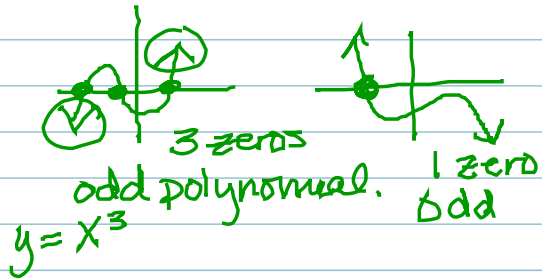 3 zeros
odd polynomial.
y = x³
1 zero
odd